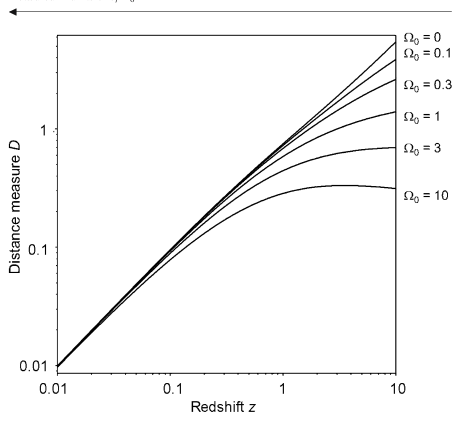 Ω₀ = 0
Ω₀ = 0.1
Ω₀ = 0.3
Ω₀ = 1
Ω₀ = 3
Ω₀ = 10
1
0.1
0.01
Distance measure D
0.01 0.1 1 10
Redshift z